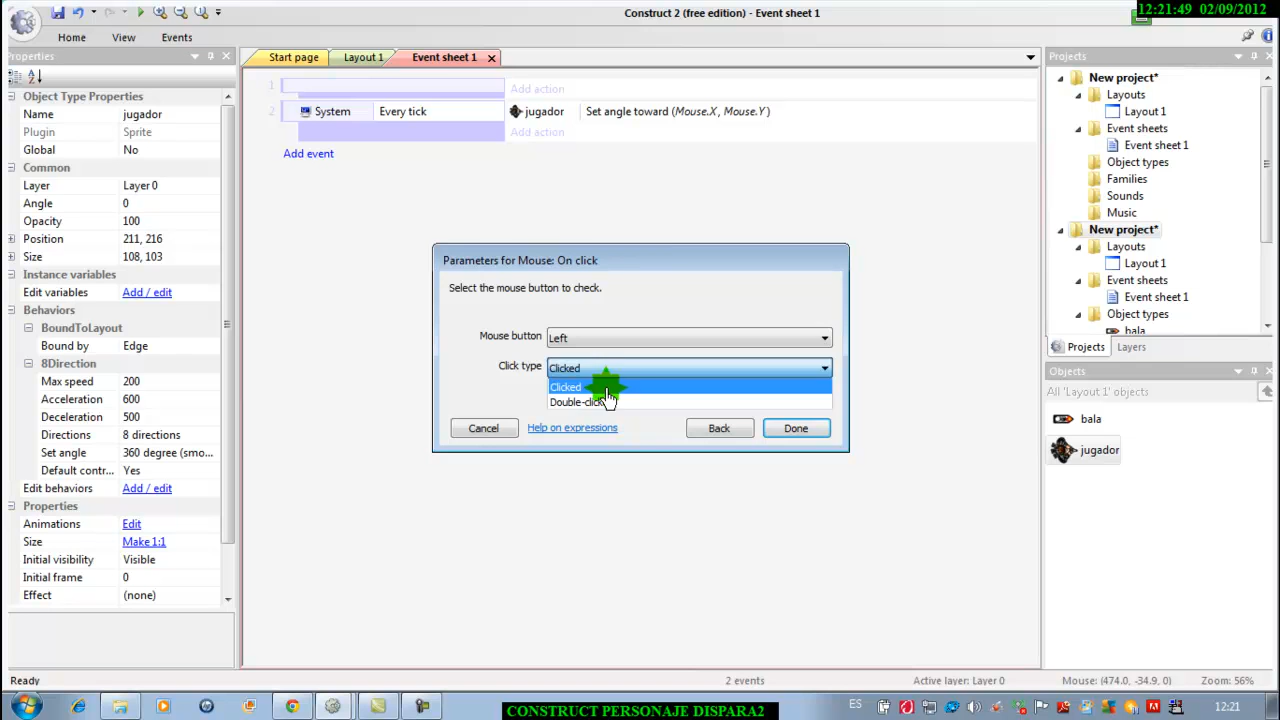 Construct 2 (free edition) - Event sheet 1
12:21:49 02/09/2012
Home View Events
Properties
Start page Layout 1 Event sheet 1
Projects
Object Type Properties
Name jugador
Plugin Sprite
Global No
Common
Layer Layer 0
Angle 0
Opacity 100
Position 211, 216
Size 108, 103
Instance variables
Edit variables Add / edit
Behaviors
BoundToLayout
Bound by Edge
8Direction
Max speed 200
Acceleration 600
Deceleration 500
Directions 8 directions
Set angle 360 degree (smo...
Default contr... Yes
Edit behaviors Add / edit
Properties
Animations Edit
Size Make 1:1
Initial visibility Visible
Initial frame 0
Effect (none)
1 Add action
2 System Every tick jugador Set angle toward (Mouse.X, Mouse.Y)
Add action
Add event
Parameters for Mouse: On click
Select the mouse button to check.
Mouse button Left
Click type Clicked
Clicked
Cancel Help on expressions Back Done
New project*
Layouts
Layout 1
Event sheets
Event sheet 1
Object types
Families
Sounds
Music
New project*
Layouts
Layout 1
Event sheets
Event sheet 1
Object types
bala
Projects Layers
Objects
All 'Layout 1' objects
bala
jugador
Ready 2 events Active layer: Layer 0 Mouse: (474.0, -34.9, 0) Zoom: 56%
ES 12:21
CONSTRUCT PERSONAJE DISPARA2